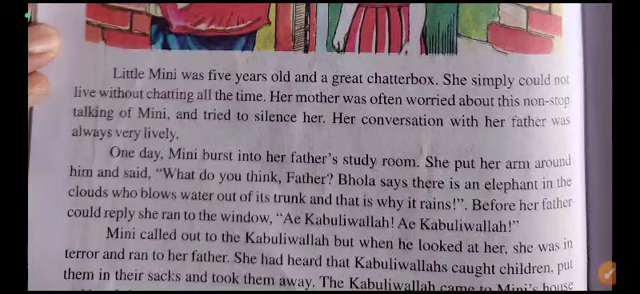 Little Mini was five years old and a great chatterbox. She simply could not
live without chatting all the time. Her mother was often worried about this non-stop
talking of Mini, and tried to silence her. Her conversation with her father was
always very lively.
One day, Mini burst into her father's study room. She put her arm around
him and said, “What do you think, Father? Bhola says there is an elephant in the
clouds who blows water out of its trunk and that is why it rains!”. Before her father
could reply she ran to the window, “Ae Kabuliwallah! Ae Kabuliwallah!”
Mini called out to the Kabuliwallah but when he looked at her, she was in
terror and ran to her father. She had heard that Kabuliwallahs caught children, put
them in their sacks and took them away. The Kabuliwallah came to Mini's house